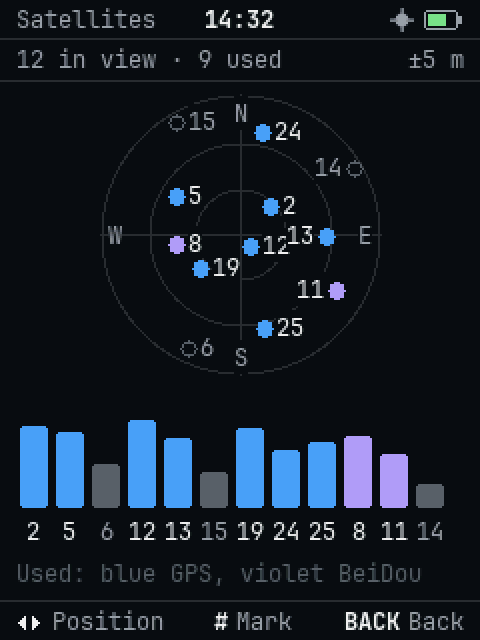 Satellites 14:32
12 in view · 9 used ±5 m
N
15 24
14
5
2
W 8 12 13 E
19
11
25
6
S
2 5 6 12 13 15 19 24 25 8 11 14
Used: blue GPS, violet BeiDou
Position # Mark BACK Back